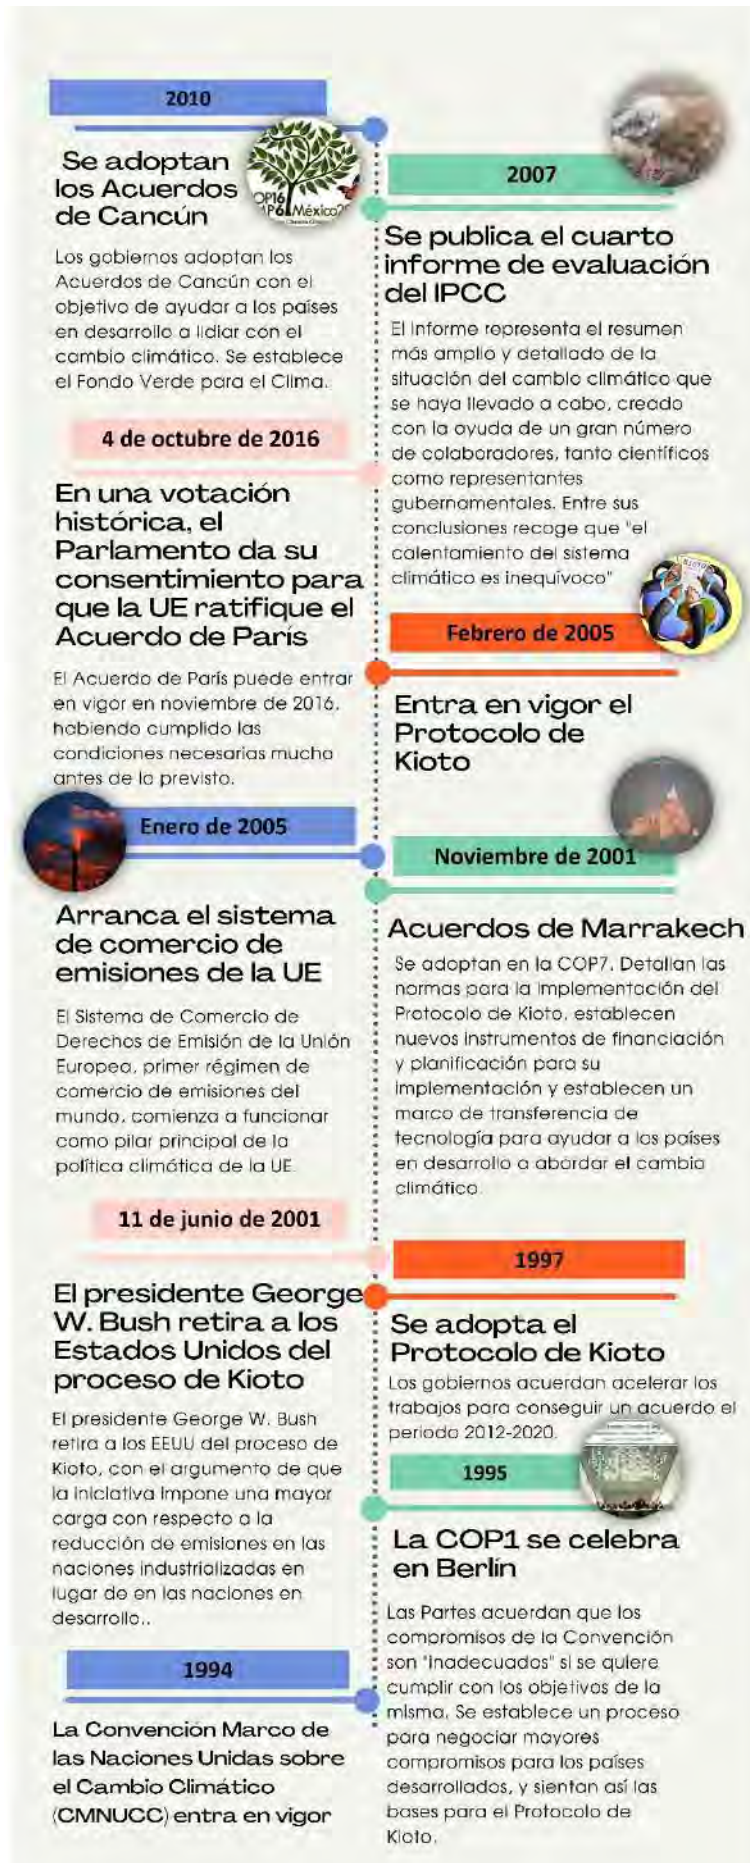 2010
Se adoptan
los Acuerdos
de Cancún
OP16
México
Los gobiernos adoptan los
Acuerdos de Cancún con el
objetivo de ayudar a los países
en desarrollo a lidiar con el
cambio climático. Se establece
el Fondo Verde para el Clima.
2007
Se publica el cuarto
informe de evaluación
del IPCC
El informe representa el resumen
más amplio y detallado de la
situación del cambio climático que
se haya llevado a cabo, creado
con la ayuda de un gran número
de colaboradores, tanto científicos
como representantes
gubernamentales. Entre sus
conclusiones recoge que "el
calentamiento del sistema
climático es inequívoco"
4 de octubre de 2016
En una votación
histórica, el
Parlamento da su
consentimiento para
que la UE ratifique el
Acuerdo de París
El Acuerdo de París puede entrar
en vigor en noviembre de 2016,
habiendo cumplido las
condiciones necesarias mucho
antes de lo previsto.
Febrero de 2005
Entra en vigor el
Protocolo de
Kioto
Enero de 2005
Arranca el sistema
de comercio de
emisiones de la UE
El Sistema de Comercio de
Derechos de Emisión de la Unión
Europea, primer régimen de
comercio de emisiones del
mundo, comienza a funcionar
como pilar principal de la
política climática de la UE
Noviembre de 2001
Acuerdos de Marrakech
Se adoptan en la COP7. Detallan las
normas para la implementación del
Protocolo de Kioto, establecen
nuevos instrumentos de financiación
y planificación para su
implementación y establecen un
marco de transferencia de
tecnología para ayudar a los países
en desarrollo a abordar el cambio
climático.
11 de junio de 2001
El presidente George
W. Bush retira a los
Estados Unidos del
proceso de Kioto
El presidente George W. Bush
retira a los EEUU del proceso de
Kioto, con el argumento de que
la iniciativa impone una mayor
carga con respecto a la
reducción de emisiones en las
naciones industrializadas en
lugar de en las naciones en
desarrollo..
1997
Se adopta el
Protocolo de Kioto
Los gobiernos acuerdan acelerar los
trabajos para conseguir un acuerdo el
periodo 2012-2020.
1995
La COP1 se celebra
en Berlín
Las Partes acuerdan que los
compromisos de la Convención
son "inadecuados" si se quiere
cumplir con los objetivos de la
misma. Se establece un proceso
para negociar mayores
compromisos para los países
desarrollados, y sientan así las
bases para el Protocolo de
Kioto.
1994
La Convención Marco de
las Naciones Unidas sobre
el Cambio Climático
(CMNUCC) entra en vigor